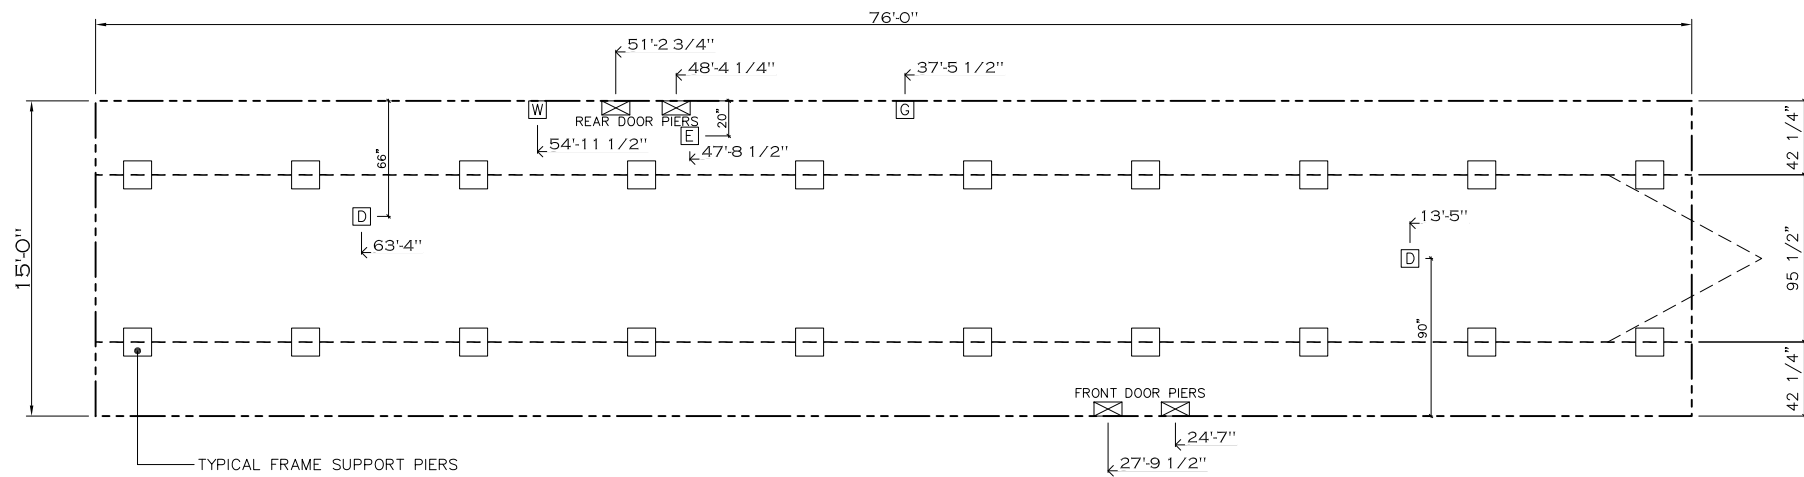 76'-0"
51'-2 3/4"
48'-4 1/4"
37'-5 1/2"
W
G
REAR DOOR PIERS
20"
E
54'-11 1/2"
47'-8 1/2"
66"
42 1/4"
D
63'-4"
13'-5"
D
15'-0"
95 1/2"
90"
FRONT DOOR PIERS
42 1/4"
24'-7"
27'-9 1/2"
TYPICAL FRAME SUPPORT PIERS